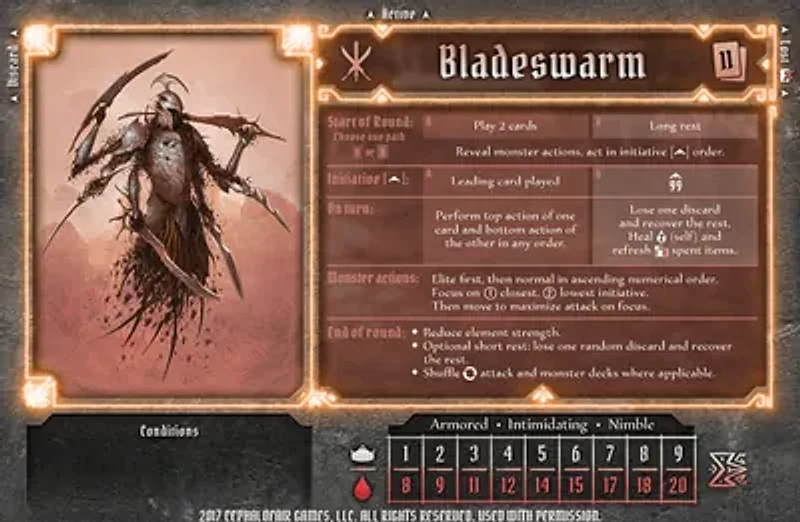 Active
Discard
Lost
Bladeswarm
11
Start of Round:
Play 2 cards
Long rest
Choose one path
Reveal monster actions, act in initiative [ ] order.
Initiative [ ]:
Leading card played
99
On turn:
Perform top action of one
card and bottom action of
the other in any order.
Lose one discard
and recover the rest.
Heal (self) and
refresh spent items.
Monster actions:
Elite first, then normal in ascending numerical order.
Focus on ① closest, ② lowest initiative.
Then move to maximize attack on focus.
End of round:
• Reduce element strength.
• Optional short rest: lose one random discard and recover
the rest.
• Shuffle attack and monster decks where applicable.
Conditions
Armored • Intimidating • Nimble
1 2 3 4 5 6 7 8 9
8 9 11 12 14 15 17 18 20
2017 CEPHALOFAIR GAMES, LLC. ALL RIGHTS RESERVED. USED WITH PERMISSION.